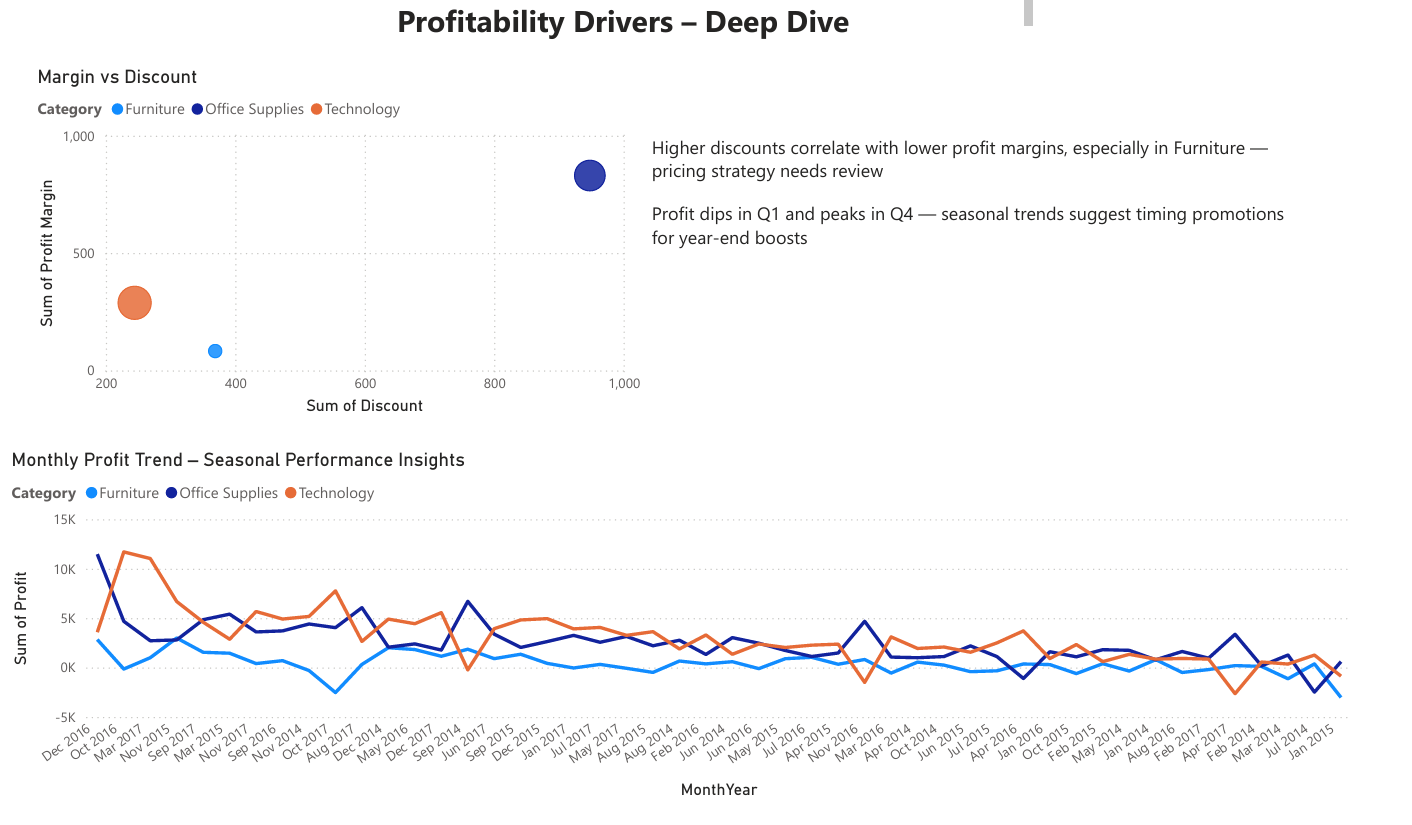 Profitability Drivers – Deep Dive
Margin vs Discount
Category Furniture Office Supplies Technology
1,000
500
0
Sum of Profit Margin
200 400 600 800 1,000
Sum of Discount
Higher discounts correlate with lower profit margins, especially in Furniture —
pricing strategy needs review
Profit dips in Q1 and peaks in Q4 — seasonal trends suggest timing promotions
for year-end boosts
Monthly Profit Trend – Seasonal Performance Insights
Category Furniture Office Supplies Technology
15K
10K
5K
0K
-5K
Sum of Profit
Dec 2016 Oct 2016 Mar 2017 Nov 2015 Sep 2017 Mar 2015 Nov 2017 Sep 2016 Nov 2014 Oct 2017 Aug 2017 Dec 2014 May 2016 Dec 2017 Sep 2014 Jun 2017 Sep 2015 Dec 2015 Jan 2017 Jul 2017 May 2017 Aug 2015 Aug 2014 Feb 2016 Jun 2014 Jun 2016 May 2015 Jul 2016 Apr 2015 Nov 2016 Mar 2016 Apr 2014 Oct 2014 Jun 2015 Jul 2015 Apr 2016 Jan 2016 Oct 2015 Feb 2015 May 2014 Jan 2014 Aug 2016 Feb 2017 Apr 2017 Feb 2014 Mar 2014 Jul 2014 Jan 2015
MonthYear